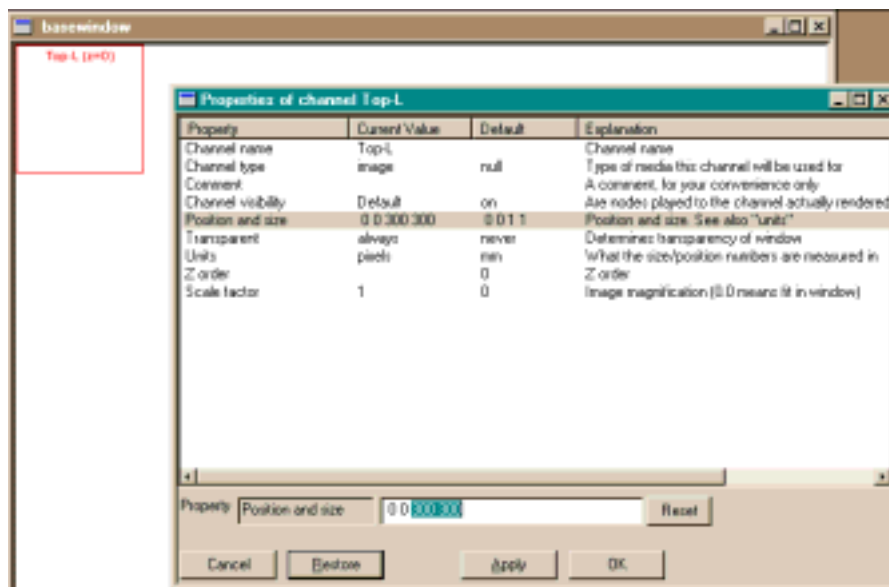 basewindow
Top-L (z=0)
Properties of channel Top-L
Property Current Value Default Explanation
Channel name Top-L Channel name
Channel type image null Type of media this channel will be used for
Comment A comment, for your convenience only
Channel visibility Default on Are nodes played to the channel actually rendered
Position and size 0 0 300 300 0 0 1 1 Position and size. See also "units"
Transparent always never Determines transparency of window
Units pixels mm What the size/position numbers are measured in
Z order 0 Z order
Scale factor 1 0 Image magnification (0.0 means fit in window)
Property Position and size 0 0 300 300 Reset
Cancel Restore Apply OK